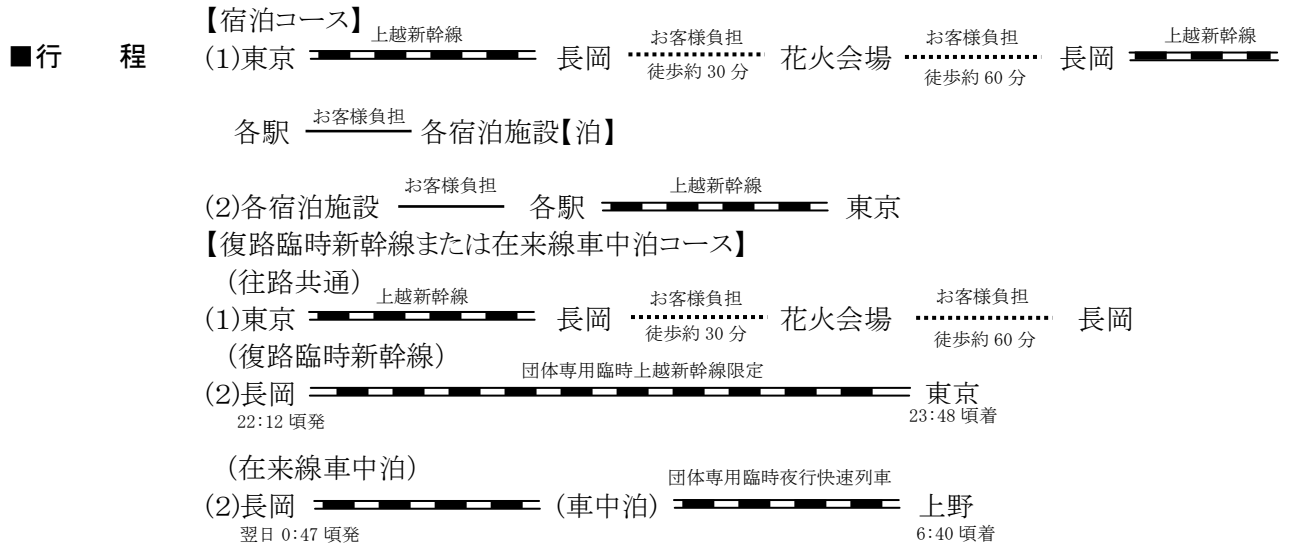 【宿泊コース】
■行 程 (1)東京 上越新幹線 長岡 お客様負担 徒歩約30分 花火会場 お客様負担 徒歩約60分 長岡 上越新幹線
各駅 お客様負担 各宿泊施設【泊】
(2)各宿泊施設 お客様負担 各駅 上越新幹線 東京
【復路臨時新幹線または在来線車中泊コース】
(往路共通)
(1)東京 上越新幹線 長岡 お客様負担 徒歩約30分 花火会場 お客様負担 徒歩約60分 長岡
(復路臨時新幹線)
(2)長岡 団体専用臨時上越新幹線限定 東京
22:12頃発 23:48頃着
(在来線車中泊)
(2)長岡 (車中泊) 団体専用臨時夜行快速列車 上野
翌日0:47頃発 6:40頃着